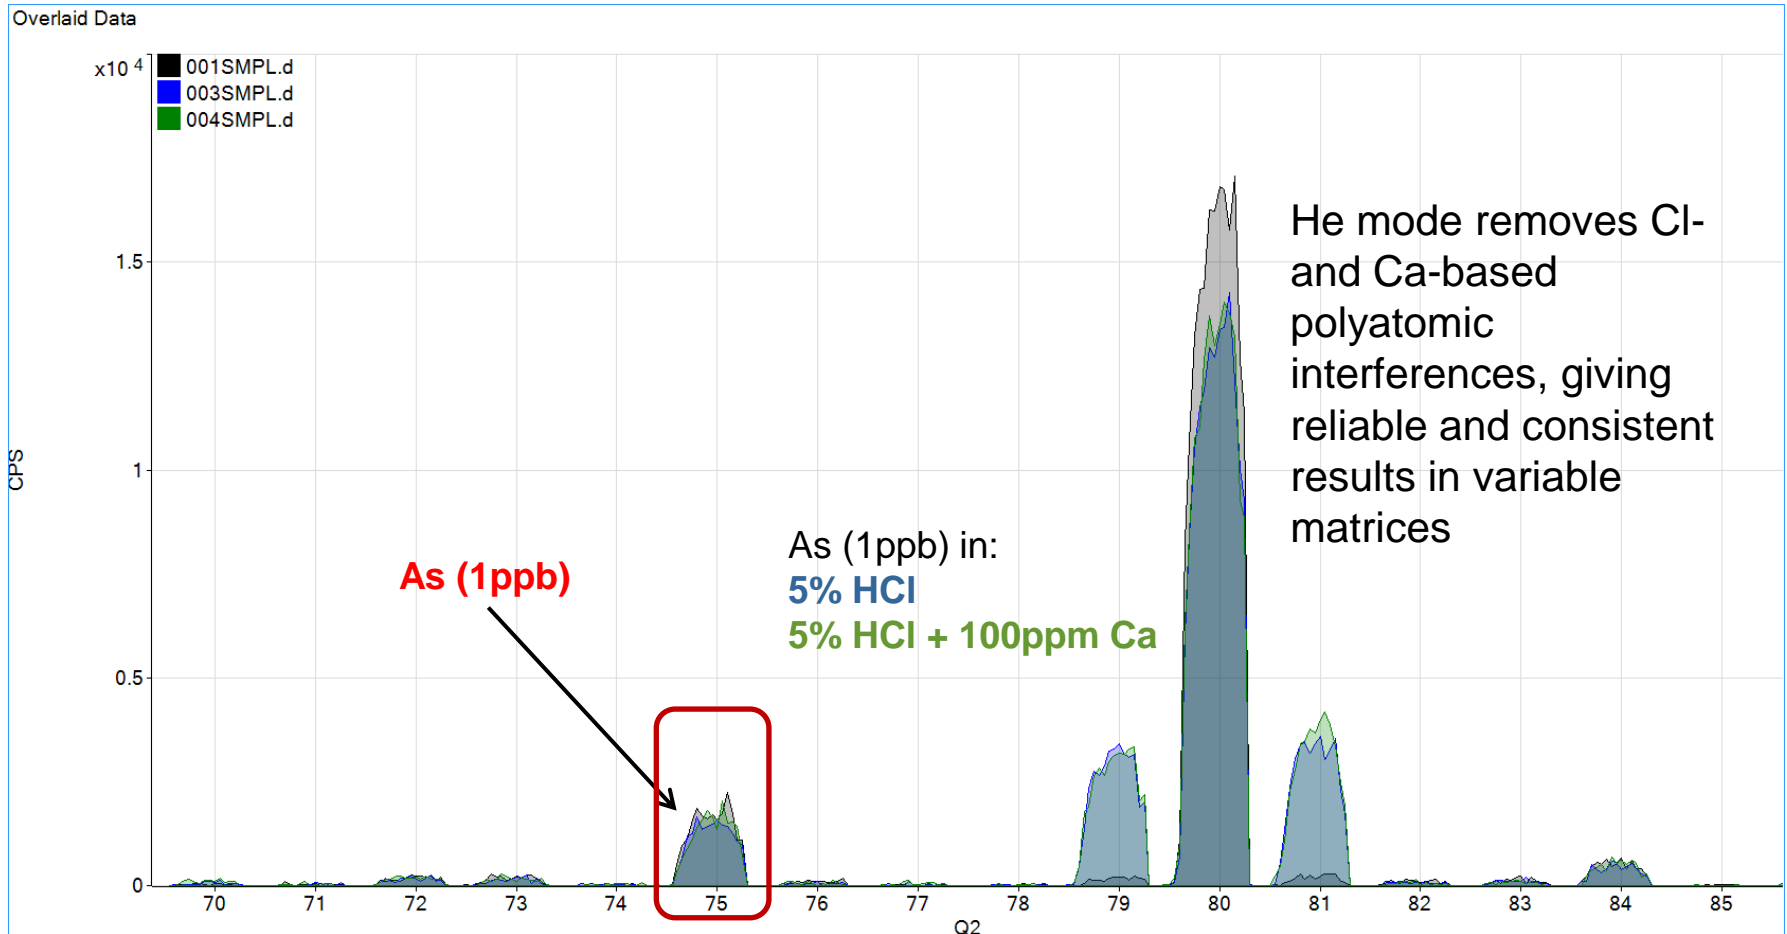 Overlaid Data
x10 4
001SMPL.d
003SMPL.d
004SMPL.d
1.5
1
0.5
0
CPS
As (1ppb)
As (1ppb) in:
5% HCl
5% HCl + 100ppm Ca
He mode removes Cl-
and Ca-based
polyatomic
interferences, giving
reliable and consistent
results in variable
matrices
70 71 72 73 74 75 76 77 78 79 80 81 82 83 84 85
Q2